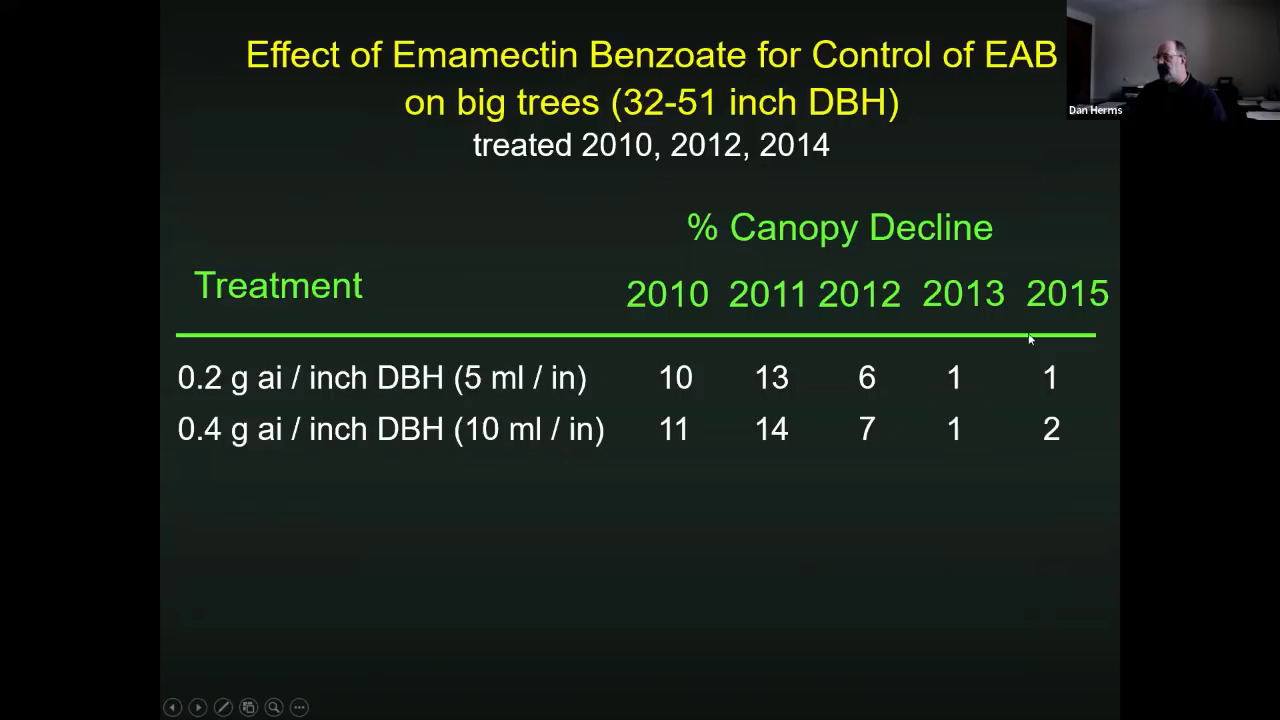 Effect of Emamectin Benzoate for Control of EAB
on big trees (32-51 inch DBH)
treated 2010, 2012, 2014
Dan Herms
% Canopy Decline
Treatment 2010 2011 2012 2013 2015
0.2 g ai / inch DBH (5 ml / in) 10 13 6 1 1
0.4 g ai / inch DBH (10 ml / in) 11 14 7 1 2